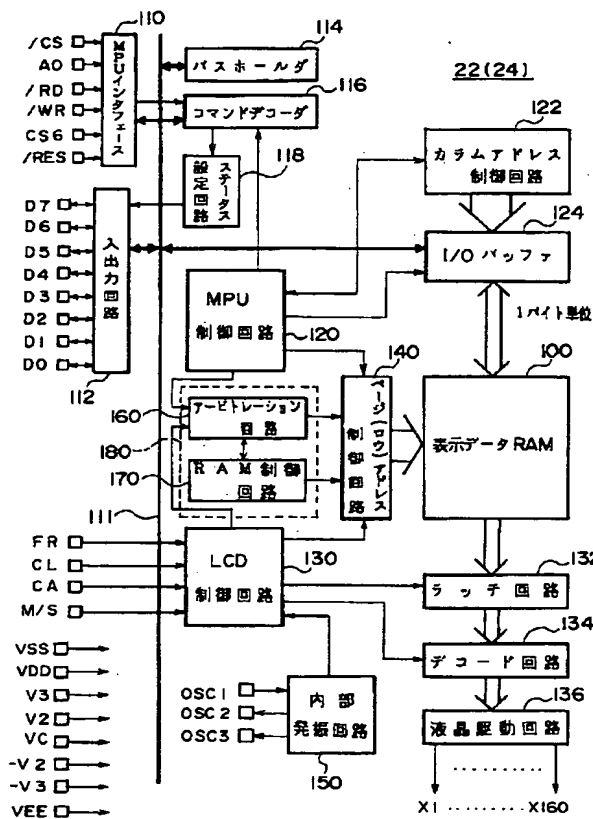 110
/CS
A0
/RD
/WR
CS6
/RES
MPUインタフェース
114
バスホールダ
116
コマンドデコーダ
118
ステータス
設定回路
22(24)
122
カラムアドレス
制御回路
124
I/Oバッファ
1バイト単位
D7
D6
D5
D4
D3
D2
D1
D0
入出力回路
112
MPU
制御回路
120
140
ページ(ロウ)アドレス
制御回路
100
表示データRAM
160
アービトレーション
回路
180
170
RAM制御
回路
111
FR
CL
CA
M/S
LCD
制御回路
130
132
ラッチ回路
134
デコード回路
136
液晶駆動回路
X1
X160
OSC1
OSC2
OSC3
内部
発振回路
150
VSS
VDD
V3
V2
VC
-V2
-V3
VEE